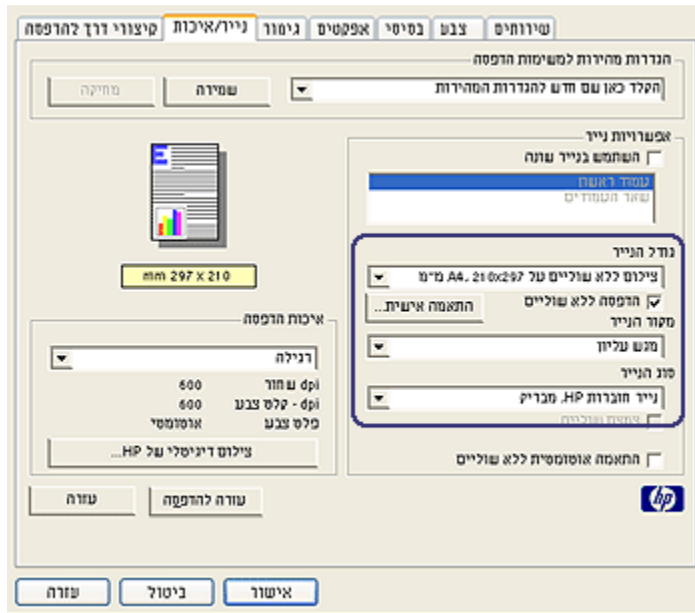 שירותים צבע בסיסי אפקטים גימור נייר/איכות קיצורי דרך להדפסה
הגדרות מהירות למשימות הדפסה
הקלד כאן שם חדש להגדרות המהירות
שמירה מחיקה
אפשרויות נייר
השתמש בנייר שונה
עמוד ראשון
שאר העמודים
גודל הנייר
צילום ללא שוליים על A4, 210x297 מ"מ
הדפסה ללא שוליים
התאמה אישית...
מקור הנייר
מגש עליון
סוג הנייר
נייר חוברות HP, מבריק
צמצם שוליים
התאמה אוטומטית ללא שוליים
hp
E
mm 297 x 210
איכות הדפסה
רגילה
dpi שחור 600
dpi - קלט צבע 600
פלט צבע אוטומטי
צילום דיגיטלי של HP...
עזרה להדפסה עזרה
אישור ביטול עזרה